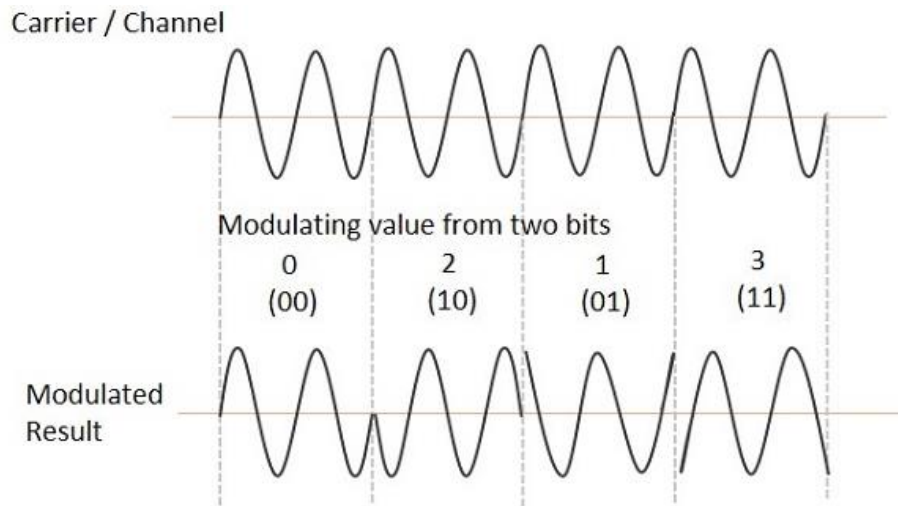 Carrier / Channel
Modulating value from two bits
0 2 1 3
(00) (10) (01) (11)
Modulated
Result